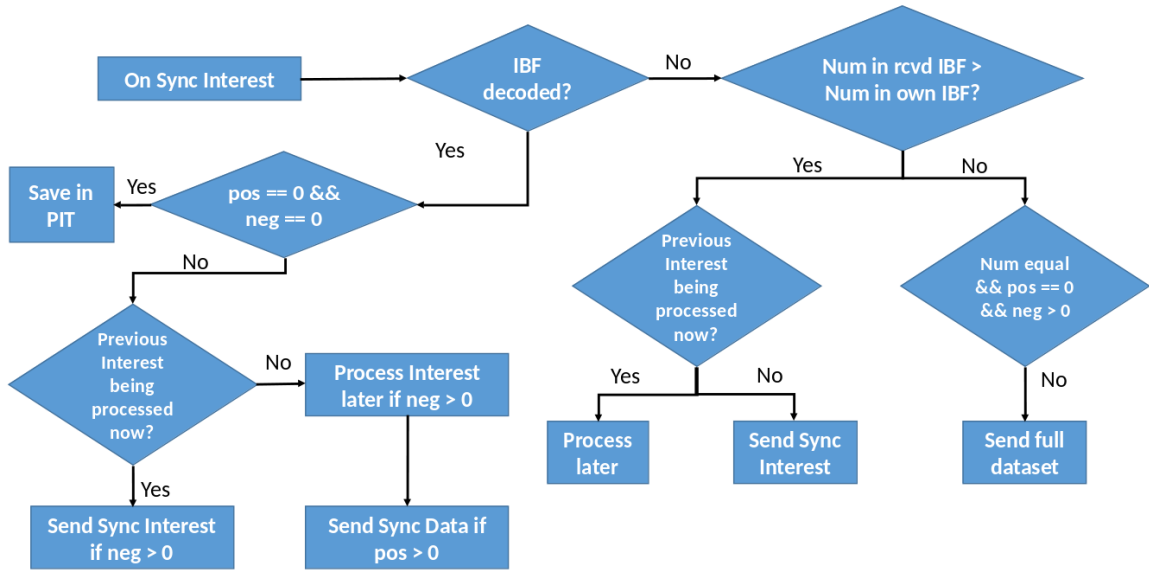 On Sync Interest
IBF
decoded?
No
Num in rcvd IBF >
Num in own IBF?
Yes
Save in
PIT
Yes
pos == 0 &&
neg == 0
No
Previous
Interest
being
processed
now?
No
Process Interest
later if neg > 0
Yes
Send Sync Interest
if neg > 0
Send Sync Data if
pos > 0
Yes
No
Previous
Interest
being
processed
now?
Yes
No
Process
later
Send Sync
Interest
Num equal
&& pos == 0
&& neg > 0
No
Send full
dataset